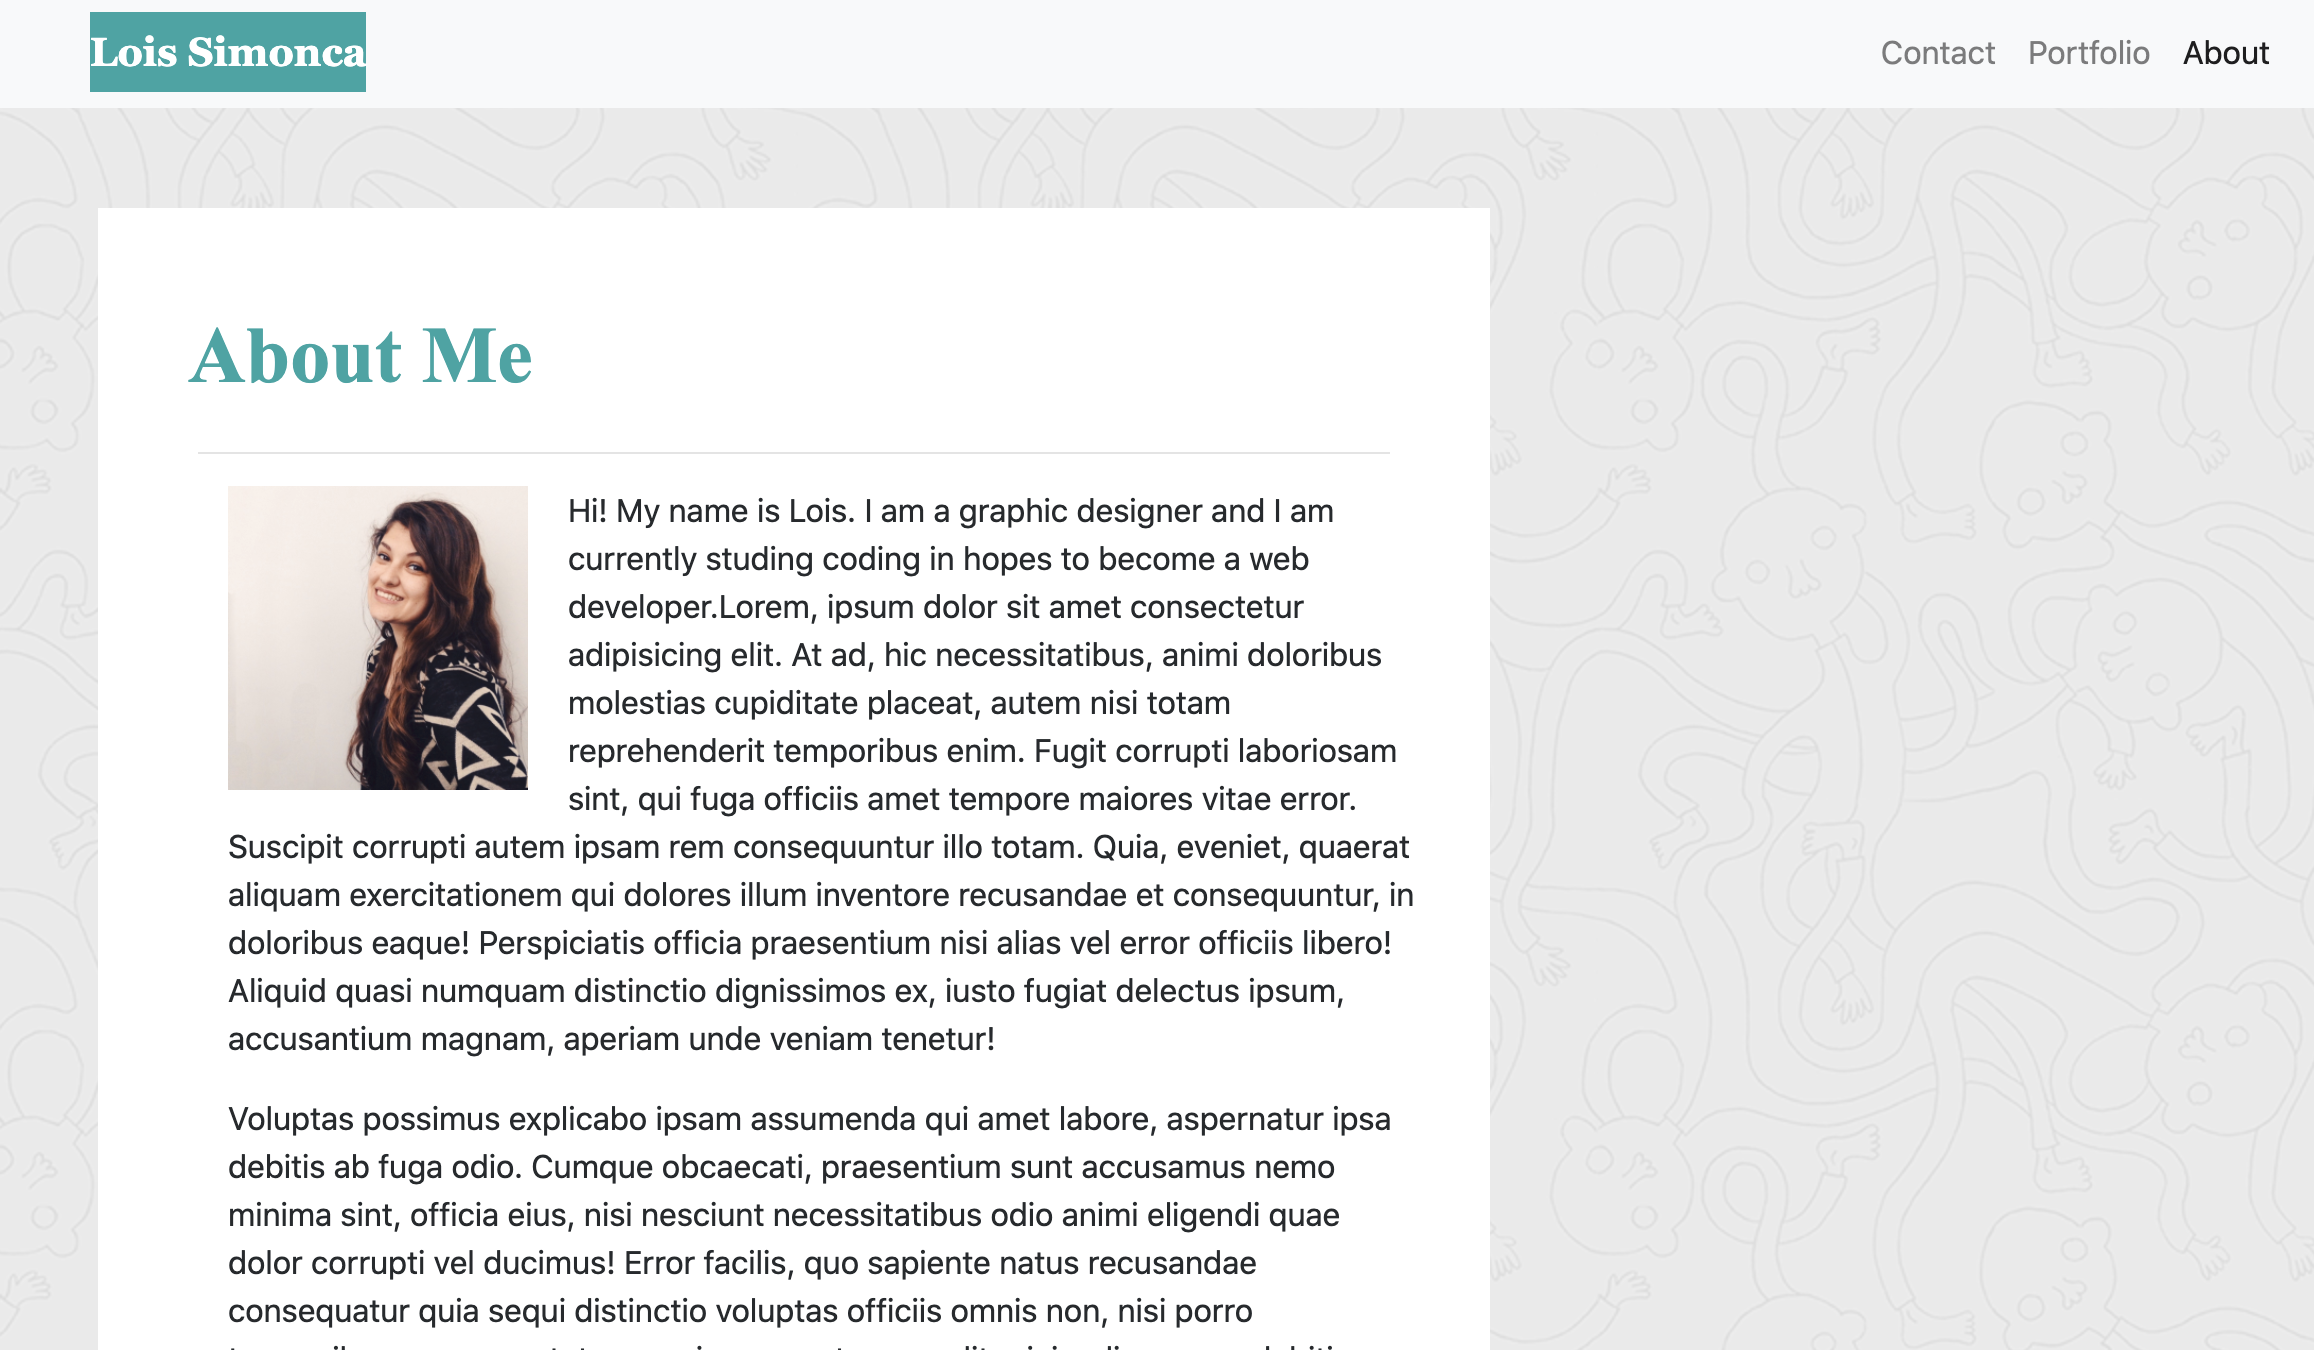 Lois Simonca
Contact Portfolio About
About Me
Hi! My name is Lois. I am a graphic designer and I am
currently studing coding in hopes to become a web
developer.Lorem, ipsum dolor sit amet consectetur
adipisicing elit. At ad, hic necessitatibus, animi doloribus
molestias cupiditate placeat, autem nisi totam
reprehenderit temporibus enim. Fugit corrupti laboriosam
sint, qui fuga officiis amet tempore maiores vitae error.
Suscipit corrupti autem ipsam rem consequuntur illo totam. Quia, eveniet, quaerat
aliquam exercitationem qui dolores illum inventore recusandae et consequuntur, in
doloribus eaque! Perspiciatis officia praesentium nisi alias vel error officiis libero!
Aliquid quasi numquam distinctio dignissimos ex, iusto fugiat delectus ipsum,
accusantium magnam, aperiam unde veniam tenetur!
Voluptas possimus explicabo ipsam assumenda qui amet labore, aspernatur ipsa
debitis ab fuga odio. Cumque obcaecati, praesentium sunt accusamus nemo
minima sint, officia eius, nisi nesciunt necessitatibus odio animi eligendi quae
dolor corrupti vel ducimus! Error facilis, quo sapiente natus recusandae
consequatur quia sequi distinctio voluptas officiis omnis non, nisi porro